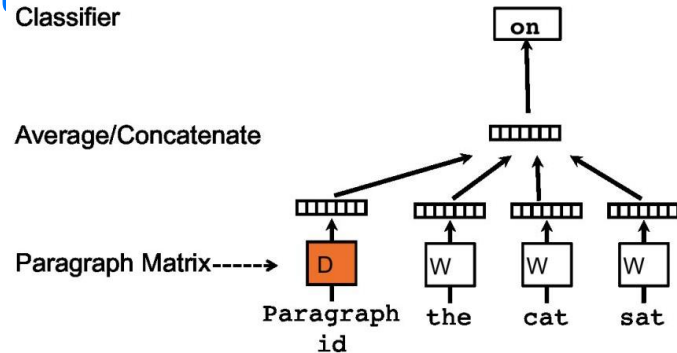 Classifier
on
Average/Concatenate
Paragraph Matrix
D
W
W
W
Paragraph the cat sat
id